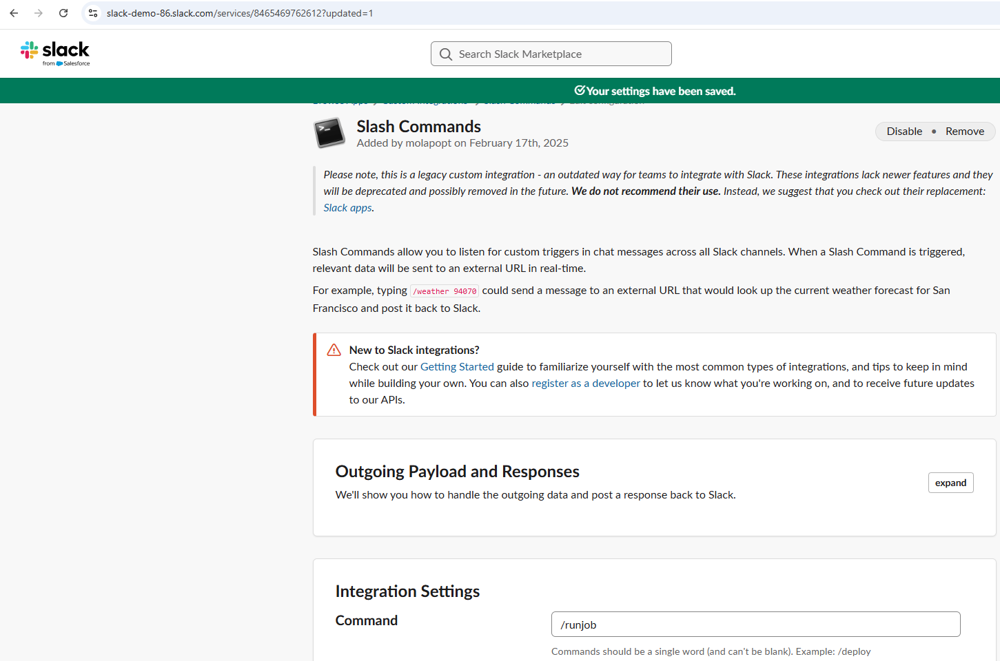 slack-demo-86.slack.com/services/8465469762612?updated=1
slack
from Salesforce
Search Slack Marketplace
Your settings have been saved.
Browse Apps > Custom Integrations > Slash Commands > Edit configuration
Slash Commands
Added by molapopt on February 17th, 2025
Disable • Remove
Please note, this is a legacy custom integration - an outdated way for teams to integrate with Slack. These integrations lack newer features and they
will be deprecated and possibly removed in the future. We do not recommend their use. Instead, we suggest that you check out their replacement:
Slack apps.
Slash Commands allow you to listen for custom triggers in chat messages across all Slack channels. When a Slash Command is triggered,
relevant data will be sent to an external URL in real-time.
For example, typing /weather 94070 could send a message to an external URL that would look up the current weather forecast for San
Francisco and post it back to Slack.
New to Slack integrations?
Check out our Getting Started guide to familiarize yourself with the most common types of integrations, and tips to keep in mind
while building your own. You can also register as a developer to let us know what you're working on, and to receive future updates
to our APIs.
Outgoing Payload and Responses
We'll show you how to handle the outgoing data and post a response back to Slack.
expand
Integration Settings
Command
/runjob
Commands should be a single word (and can't be blank). Example: /deploy